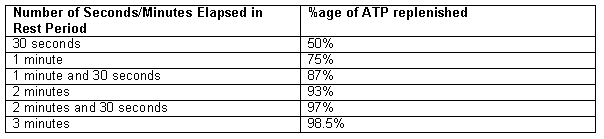 Number of Seconds/Minutes Elapsed in Rest Period %age of ATP replenished
30 seconds 50%
1 minute 75%
1 minute and 30 seconds 87%
2 minutes 93%
2 minutes and 30 seconds 97%
3 minutes 98.5%